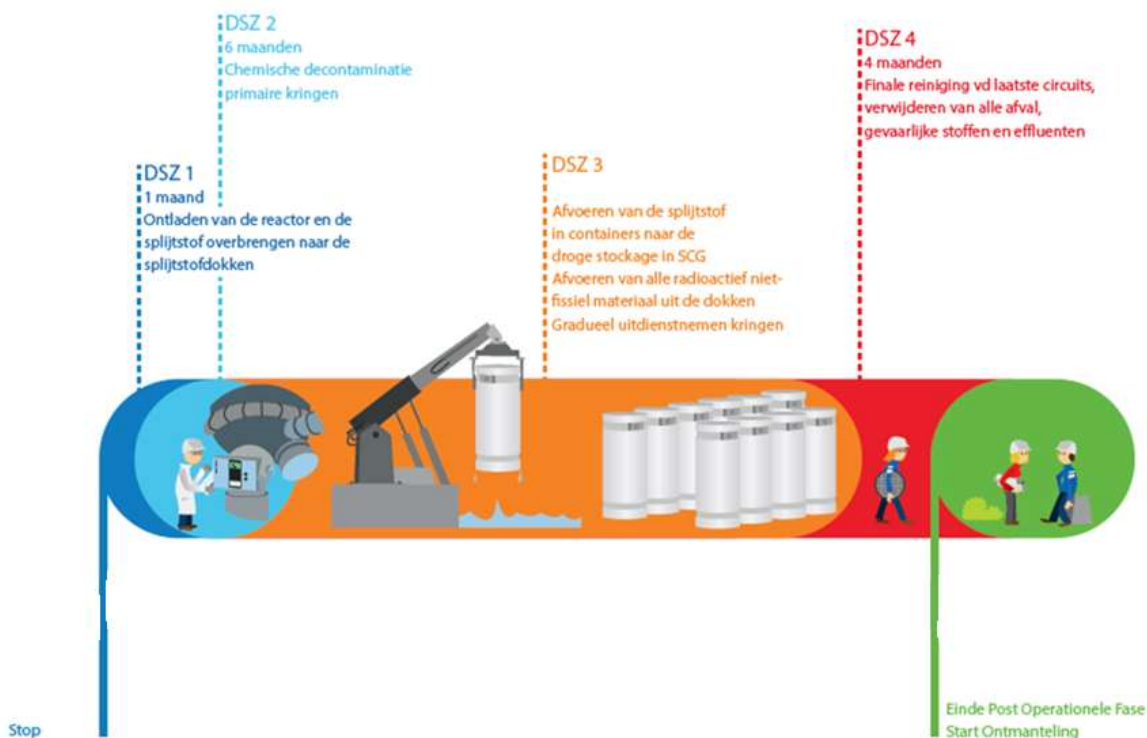 DSZ 1
1 maand
Ontladen van de reactor en de
splijtstof overbrengen naar de
splijtstofdokken
DSZ 2
6 maanden
Chemische decontaminatie
primaire kringen
DSZ 3
Afvoeren van de splijtstof
in containers naar de
droge stockage in SCG
Afvoeren van alle radioactief niet-
fissiel materiaal uit de dokken
Gradueel uitdienstnemen kringen
DSZ 4
4 maanden
Finale reiniging vd laatste circuits,
verwijderen van alle afval,
gevaarlijke stoffen en effluenten
Stop
Einde Post Operationele Fase
Start Ontmanteling